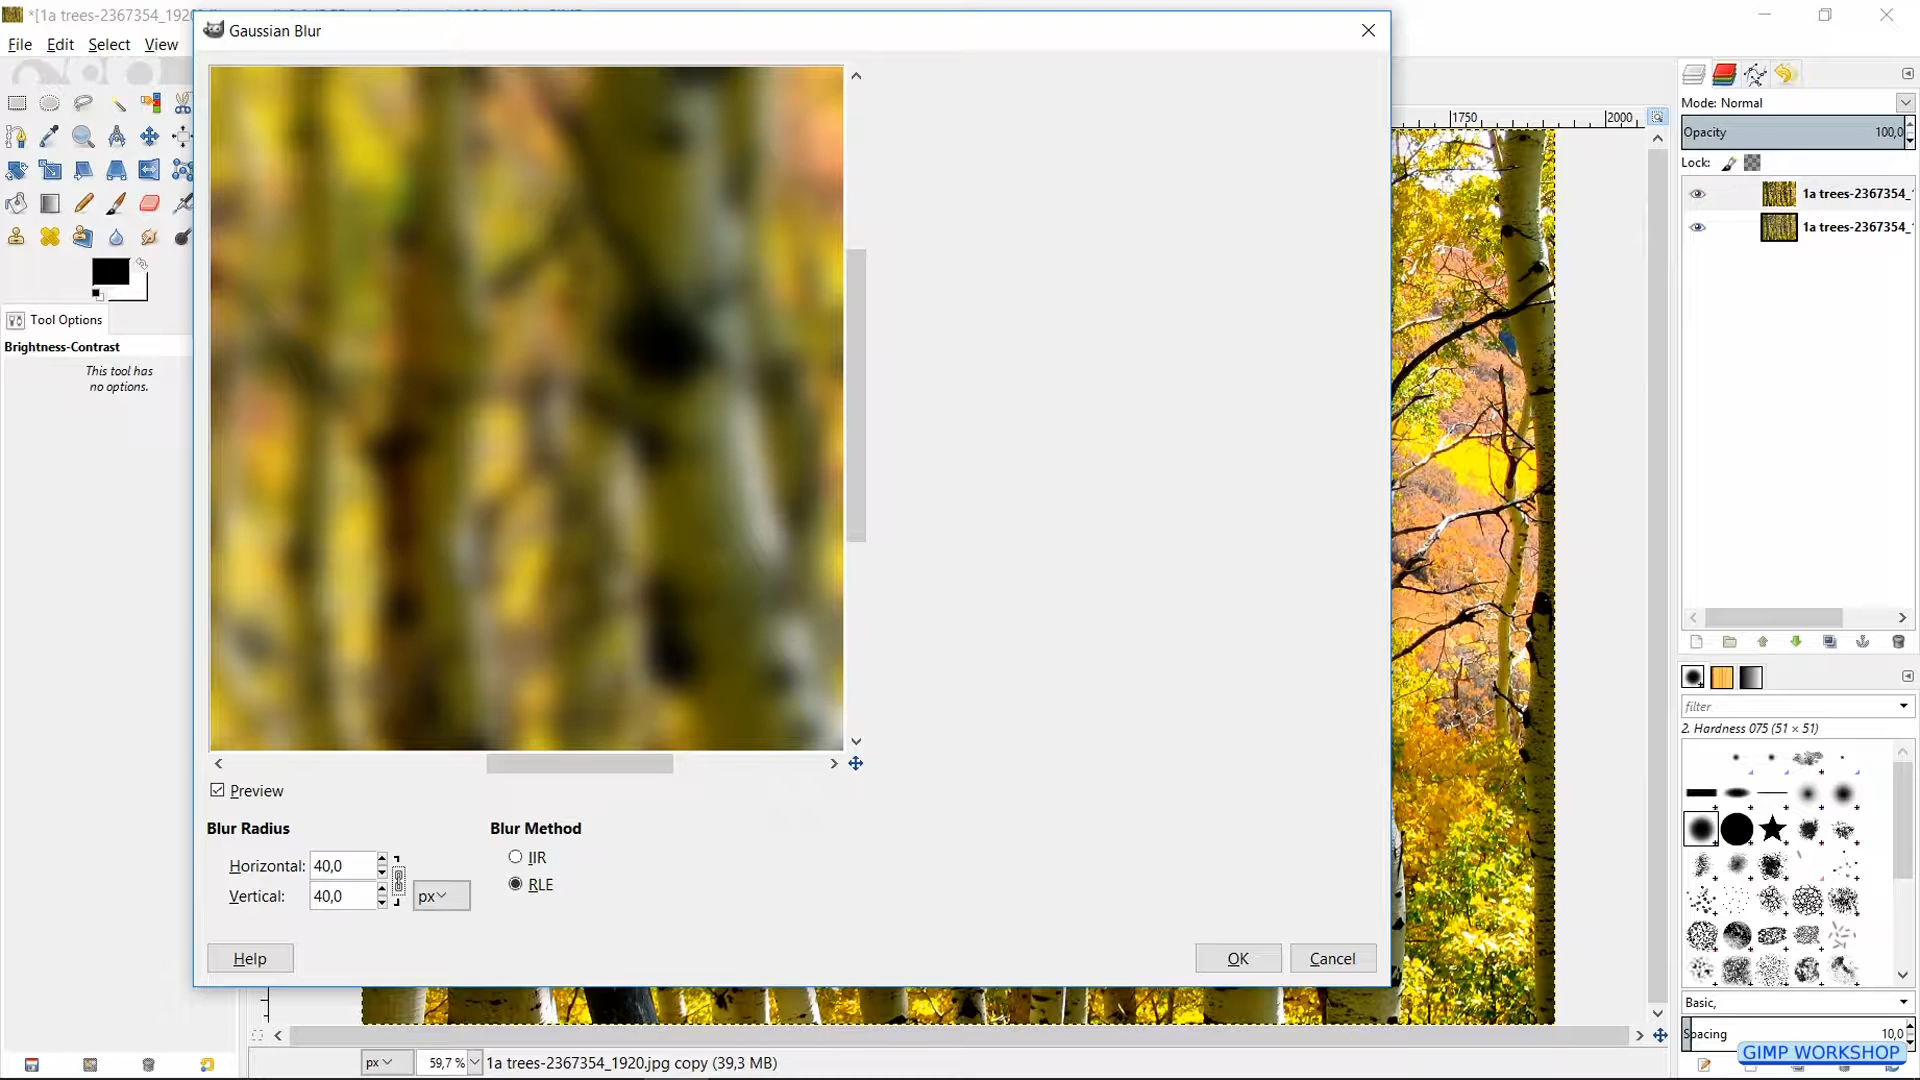 *[1a trees-2367354_192
Gaussian Blur
File Edit Select View
1750 2000
Mode: Normal
Opacity 100,0
Lock:
1a trees-2367354_
1a trees-2367354_
Tool Options
Brightness-Contrast
This tool has
no options.
filter
2. Hardness 075 (51 × 51)
Preview
Blur Radius
Blur Method
Horizontal: 40,0
IIR
Vertical: 40,0
px
RLE
Help
OK
Cancel
Basic,
Spacing 10,0
GIMP WORKSHOP
px 59,7 % 1a trees-2367354_1920.jpg copy (39,3 MB)